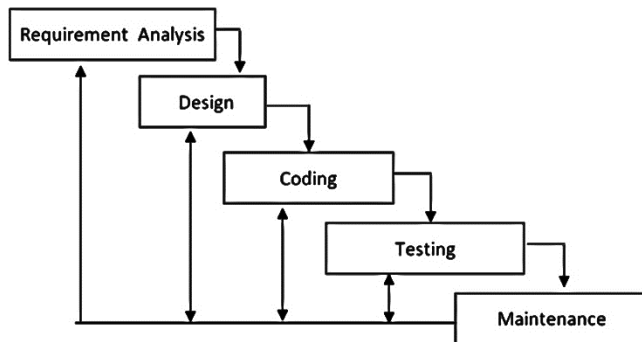 Requirement Analysis
Design
Coding
Testing
Maintenance